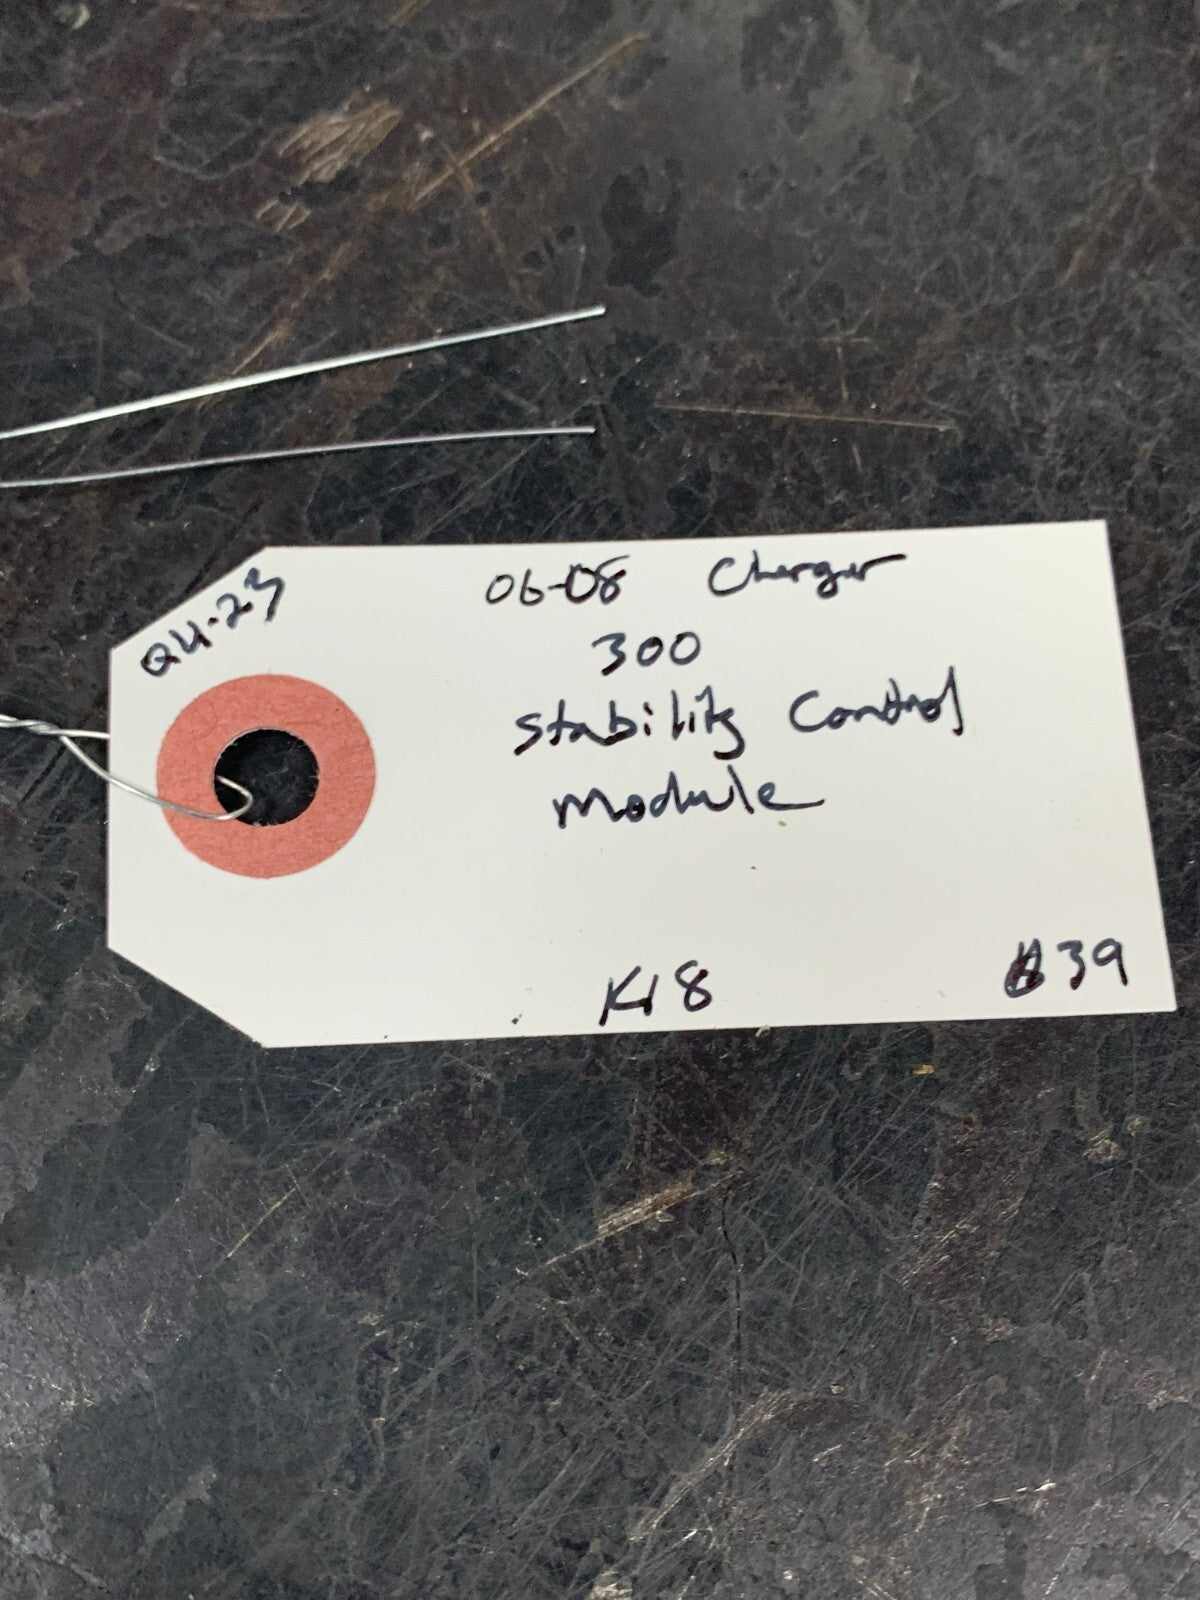 Q4-23
06-08 Charger
300
Stability Control
Module
K18
$39